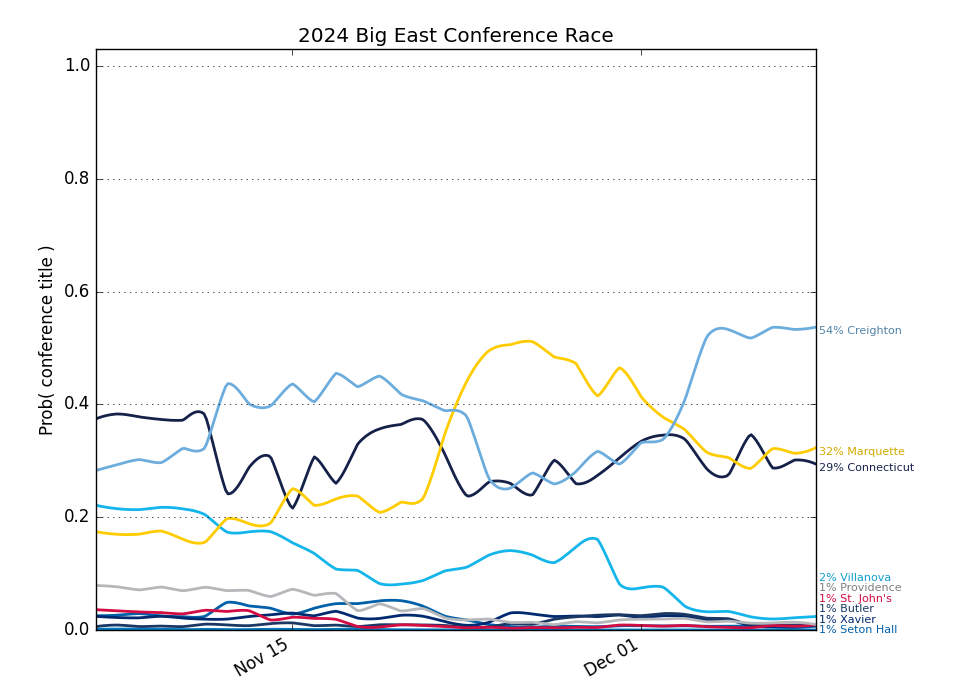 2024 Big East Conference Race
Prob( conference title )
1.0
0.8
0.6
0.4
0.2
0.0
Nov 15
Dec 01
54% Creighton
32% Marquette
29% Connecticut
2% Villanova
1% Providence
1% St. John's
1% Butler
1% Xavier
1% Seton Hall